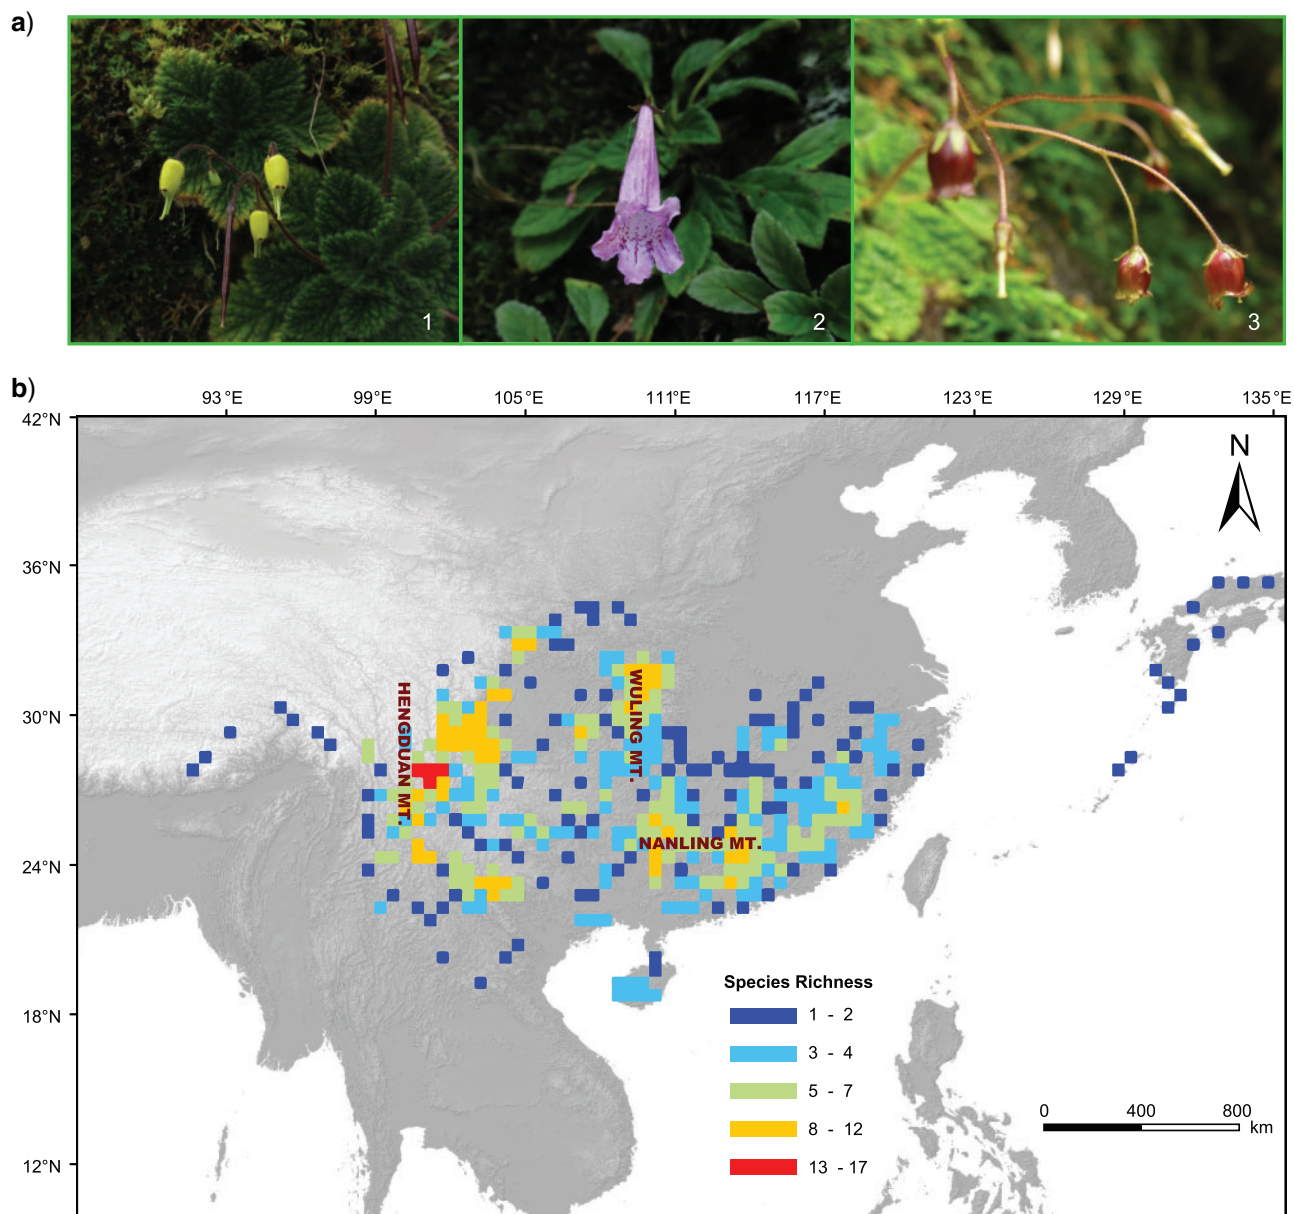 a)
1
2
3
b)
93°E 99°E 105°E 111°E 117°E 123°E 129°E 135°E
42°N
36°N
30°N
24°N
18°N
12°N
N
HENGDUAN MT.
WULING MT.
NANLING MT.
Species Richness
1 - 2
3 - 4
5 - 7
8 - 12
13 - 17
0 400 800
km